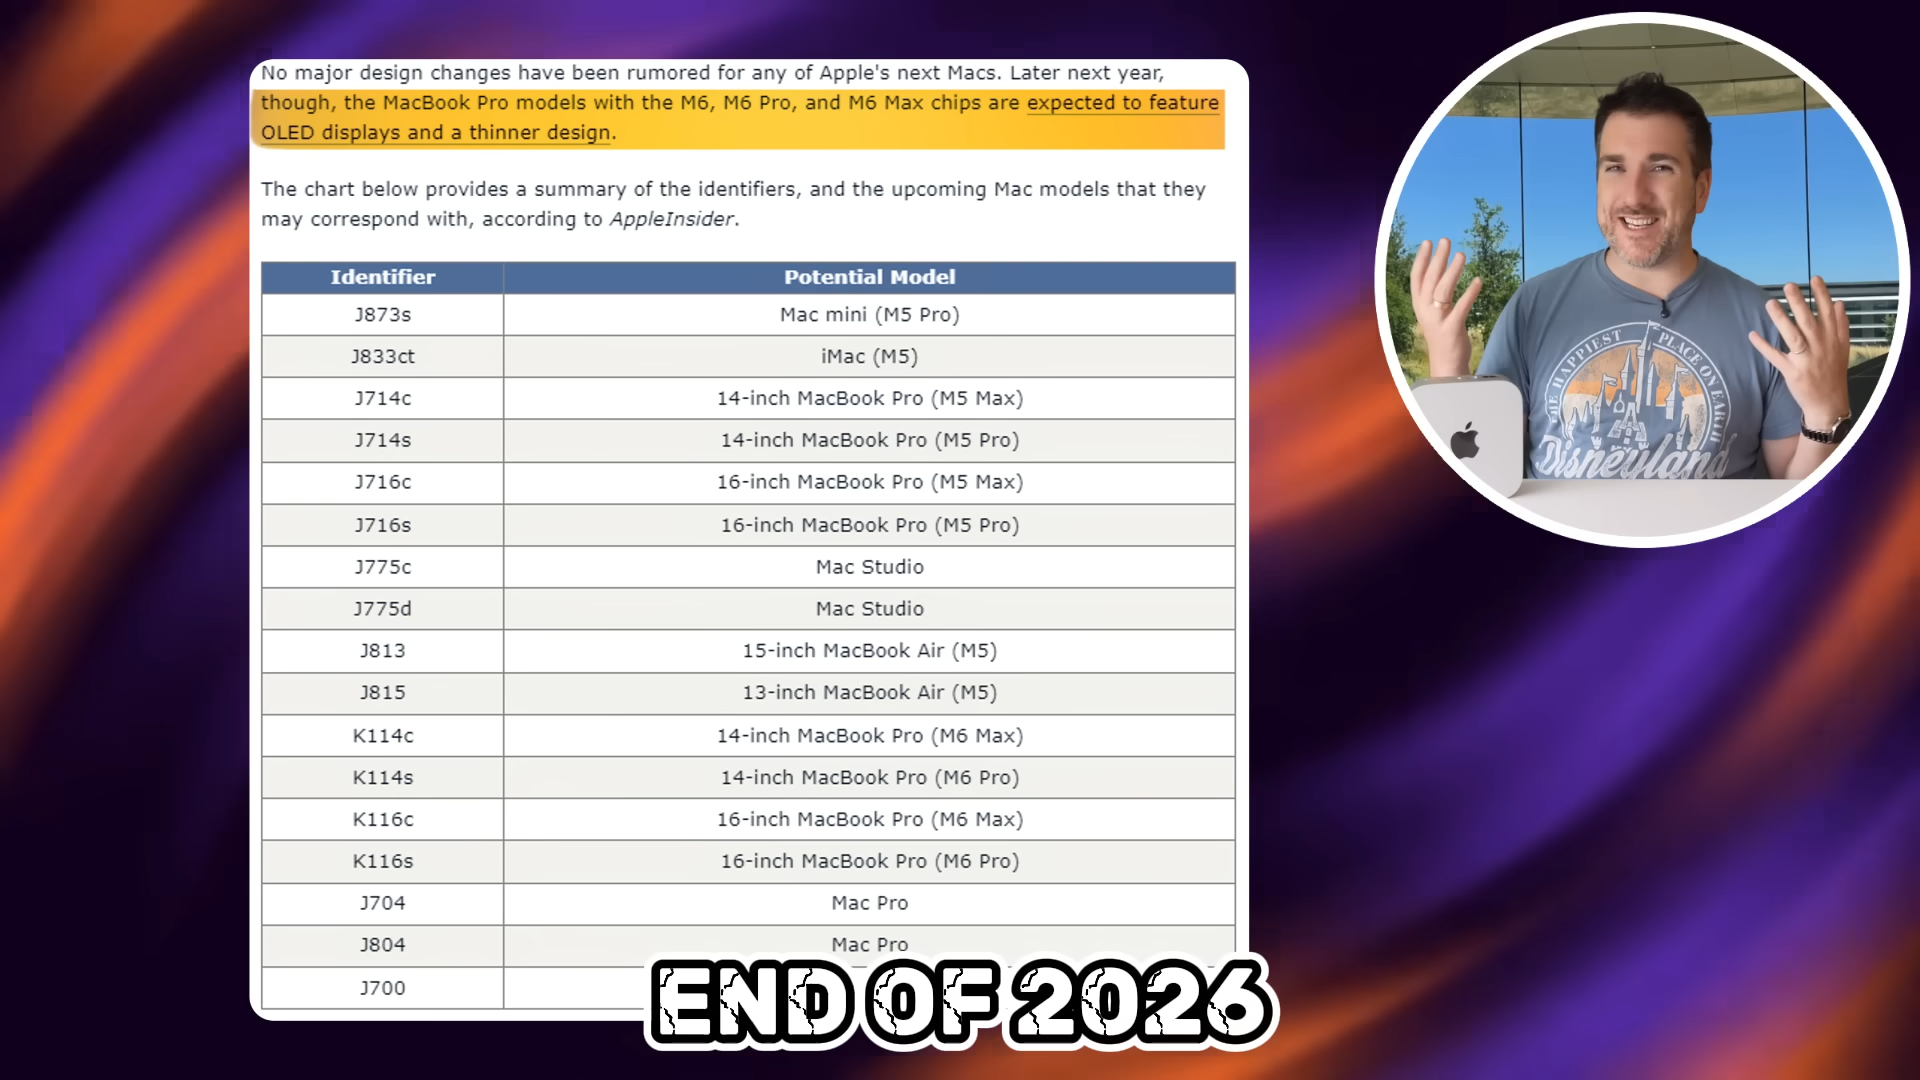 No major design changes have been rumored for any of Apple's next Macs. Later next year,
though, the MacBook Pro models with the M6, M6 Pro, and M6 Max chips are expected to feature
OLED displays and a thinner design.
The chart below provides a summary of the identifiers, and the upcoming Mac models that they
may correspond with, according to AppleInsider.
Identifier Potential Model
J873s Mac mini (M5 Pro)
J833ct iMac (M5)
J714c 14-inch MacBook Pro (M5 Max)
J714s 14-inch MacBook Pro (M5 Pro)
J716c 16-inch MacBook Pro (M5 Max)
J716s 16-inch MacBook Pro (M5 Pro)
J775c Mac Studio
J775d Mac Studio
J813 15-inch MacBook Air (M5)
J815 13-inch MacBook Air (M5)
K114c 14-inch MacBook Pro (M6 Max)
K114s 14-inch MacBook Pro (M6 Pro)
K116c 16-inch MacBook Pro (M6 Max)
K116s 16-inch MacBook Pro (M6 Pro)
J704 Mac Pro
J804 Mac Pro
J700
END OF 2026
THE HAPPIEST PLACE ON EARTH
Disneyland